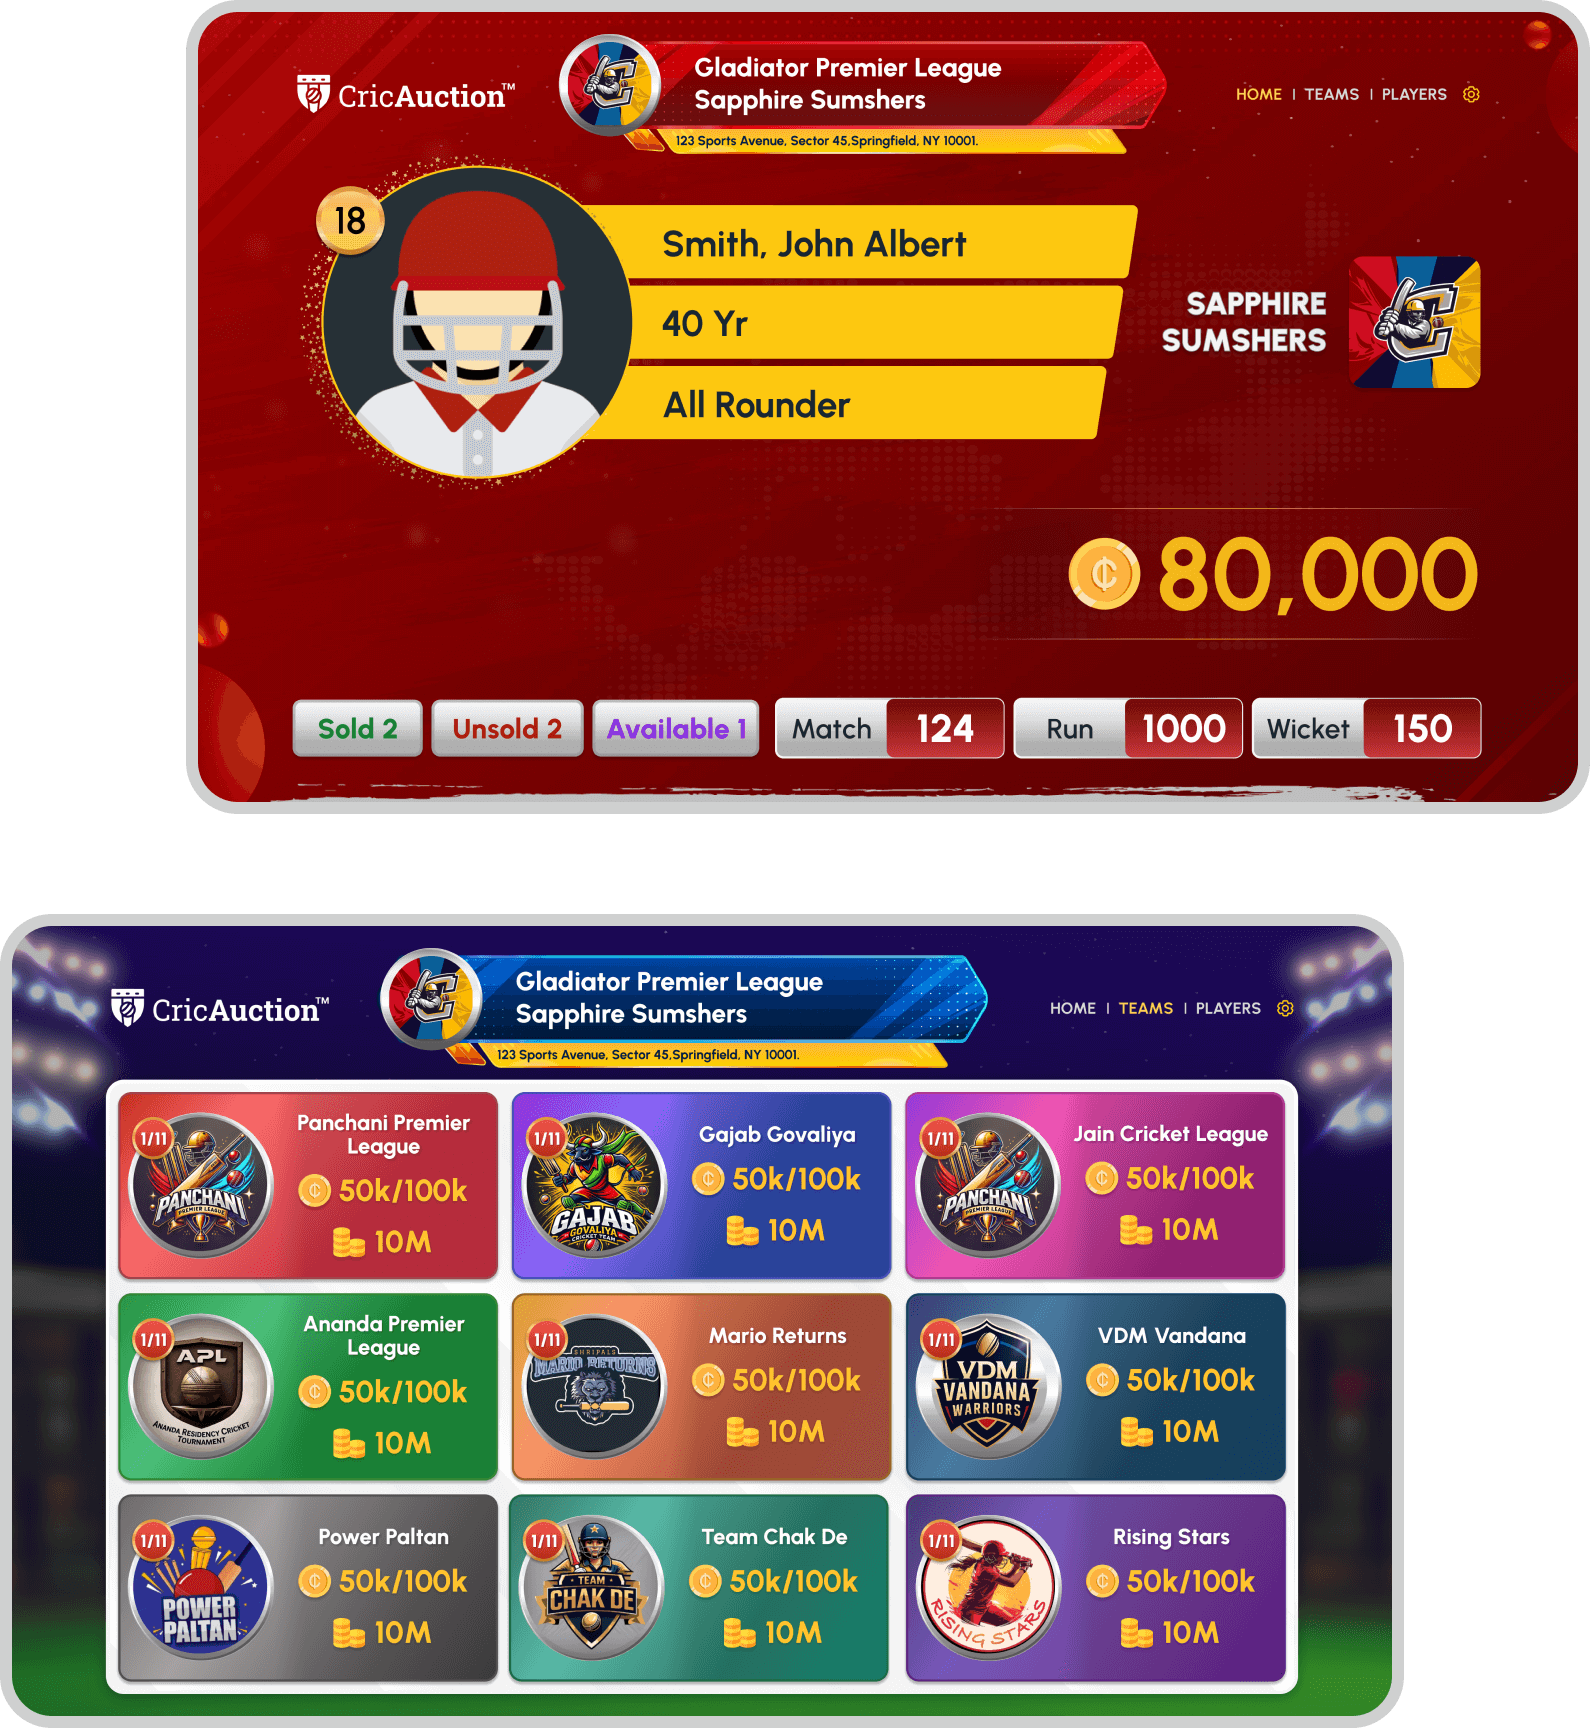 CricAuction™
Gladiator Premier League
Sapphire Sumshers
123 Sports Avenue, Sector 45,Springfield, NY 10001.
HOME | TEAMS | PLAYERS
18
Smith, John Albert
40 Yr
All Rounder
SAPPHIRE
SUMSHERS
C
₵ 80,000
Sold 2
Unsold 2
Available 1
Match 124
Run 1000
Wicket 150
CricAuction™
Gladiator Premier League
Sapphire Sumshers
123 Sports Avenue, Sector 45,Springfield, NY 10001.
HOME | TEAMS | PLAYERS
1/11
PANCHANI
PREMIER LEAGUE
Panchani Premier
League
₵ 50k/100k
10M
1/11
GAJAB
GOVALIYA
CRICKET TEAM
Gajab Govaliya
₵ 50k/100k
10M
1/11
PANCHANI
PREMIER LEAGUE
Jain Cricket League
₵ 50k/100k
10M
1/11
APL
ANANDA RESIDENCY CRICKET
TOURNAMENT
Ananda Premier
League
₵ 50k/100k
10M
1/11
SHRIPALS
MARIO RETURNS
Mario Returns
₵ 50k/100k
10M
1/11
VDM
VANDANA
WARRIORS
VDM Vandana
₵ 50k/100k
10M
1/11
POWER
PALTAN
Power Paltan
₵ 50k/100k
10M
1/11
TEAM
CHAK DE
Team Chak De
₵ 50k/100k
10M
1/11
RISING STARS
Rising Stars
₵ 50k/100k
10M